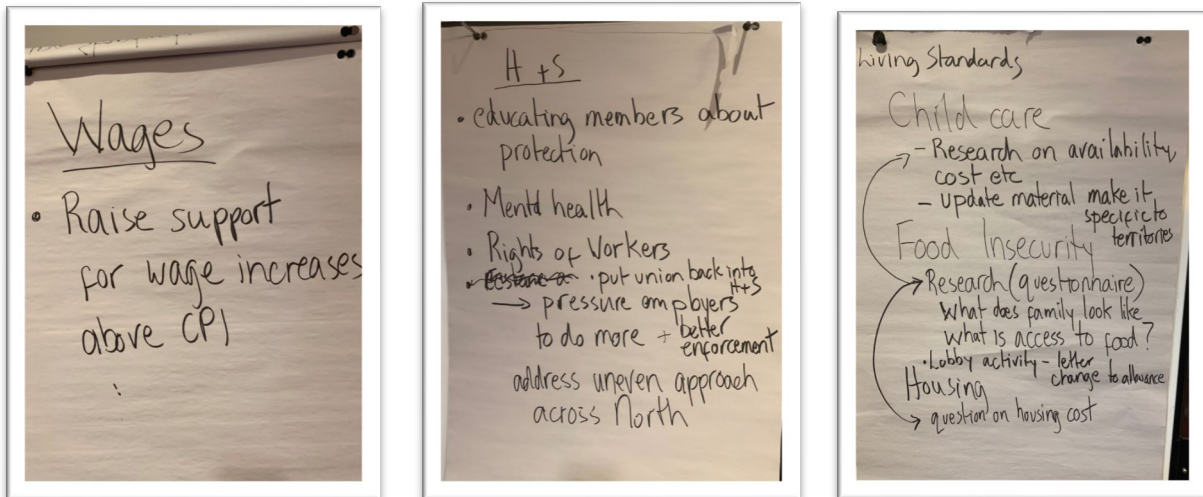 Wages
• Raise support
for wage increases
above CPI
:
H + S
• educating members about
protection
• Mental health
• Rights of Workers
• put union back into
H+S
→ pressure employers
to do more + better
enforcement
address uneven approach
across North
Living Standards
Child care
- Research on availability,
cost etc
- update material make it
specific to
territories
Food Insecurity
Research (questionnaire)
What does family look like
What is access to food?
• Lobby activity - letter
change to allowance
Housing
question on housing cost